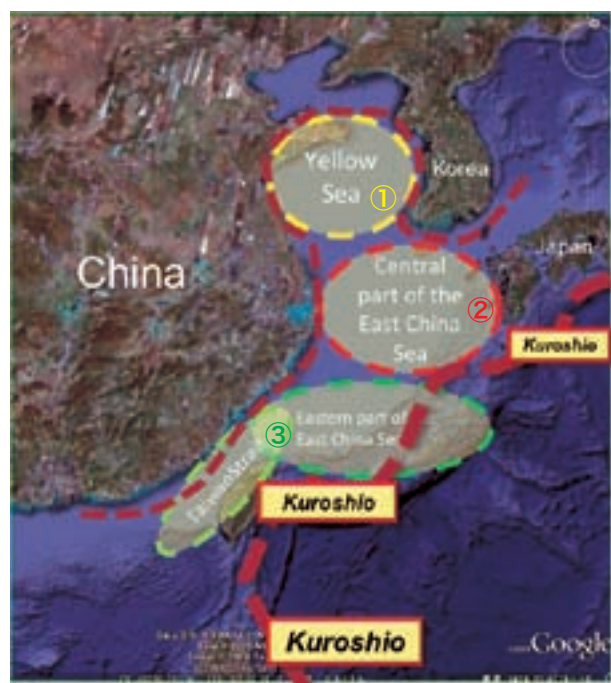 Yellow
Sea
①
Korea
Japan
China
Central
part of the
East China
Sea
②
Kuroshio
Eastern part of
East China Sea
③
Kuroshio
Kuroshio
Google